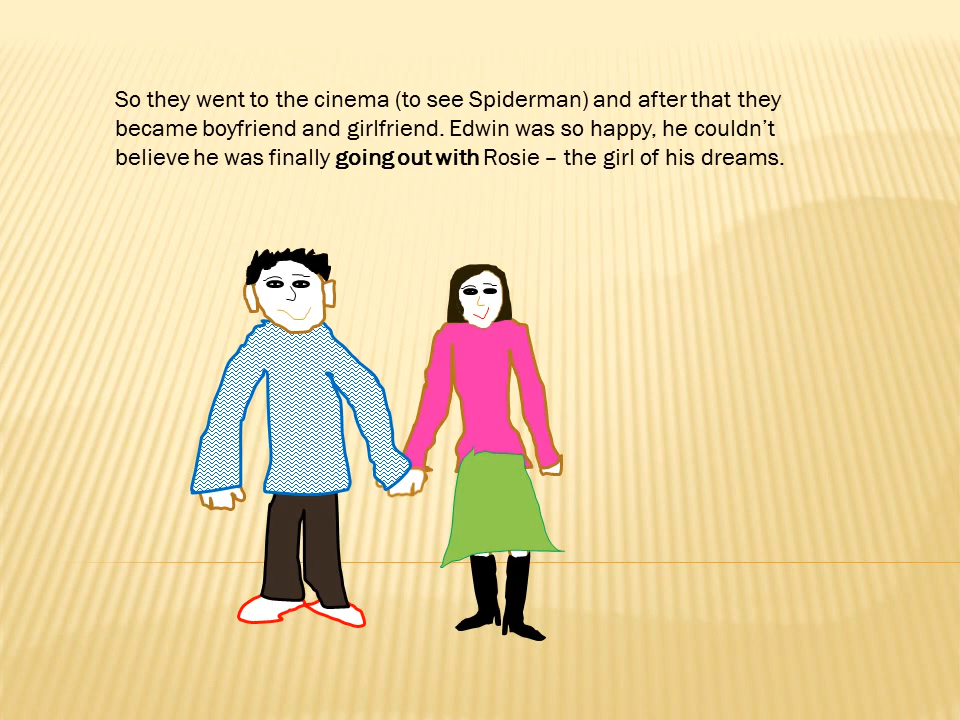 So they went to the cinema (to see Spiderman) and after that they
became boyfriend and girlfriend. Edwin was so happy, he couldn’t
believe he was finally going out with Rosie – the girl of his dreams.